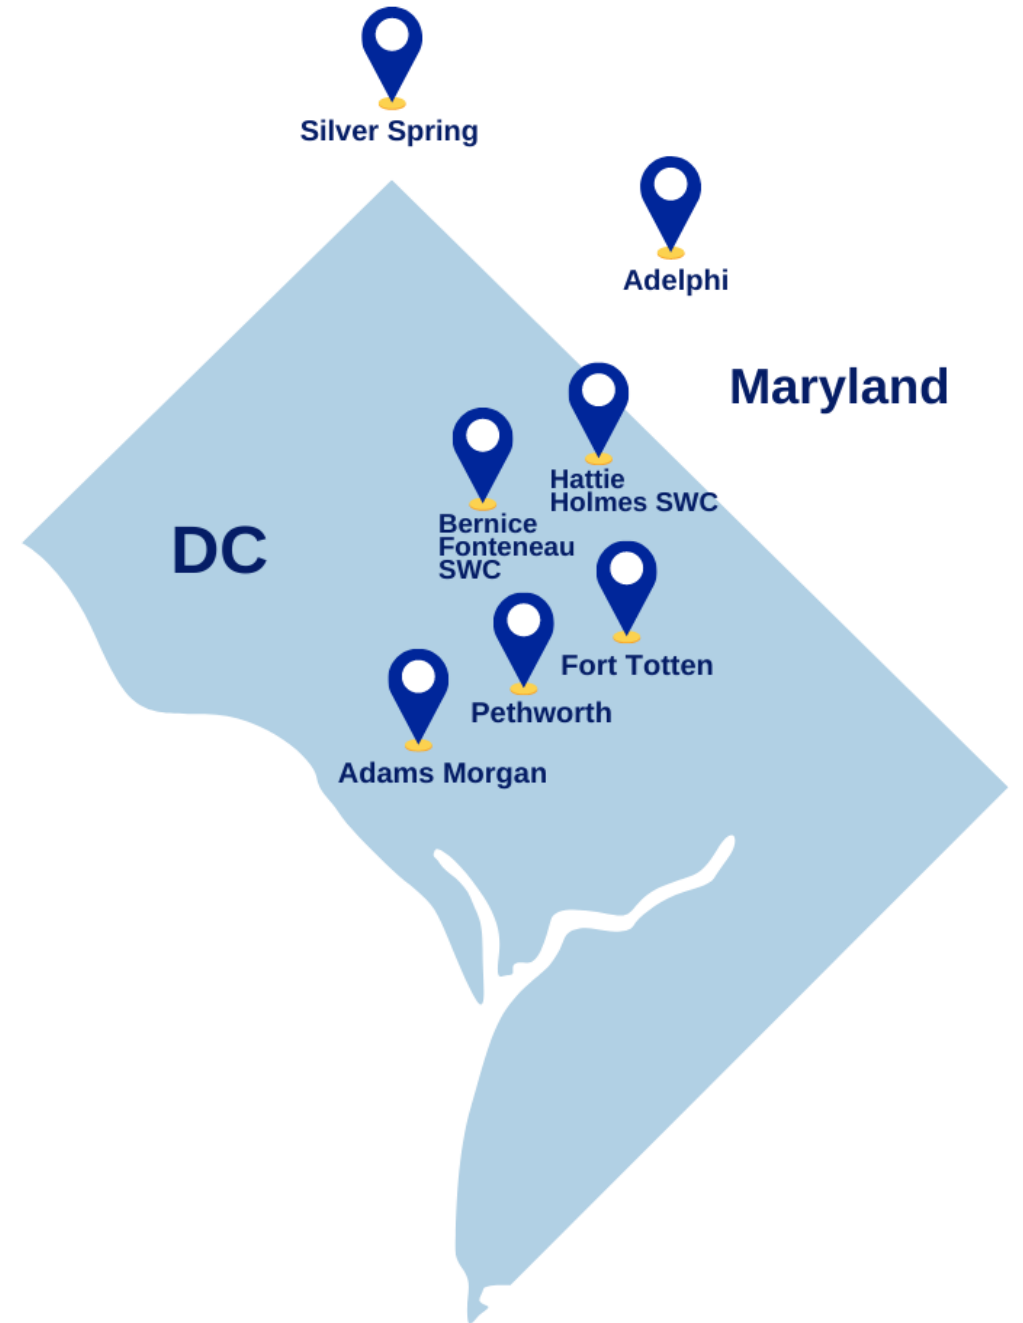 Silver Spring
Adelphi
Maryland
Hattie
Holmes SWC
Bernice
Fonteneau
SWC
DC
Fort Totten
Pethworth
Adams Morgan